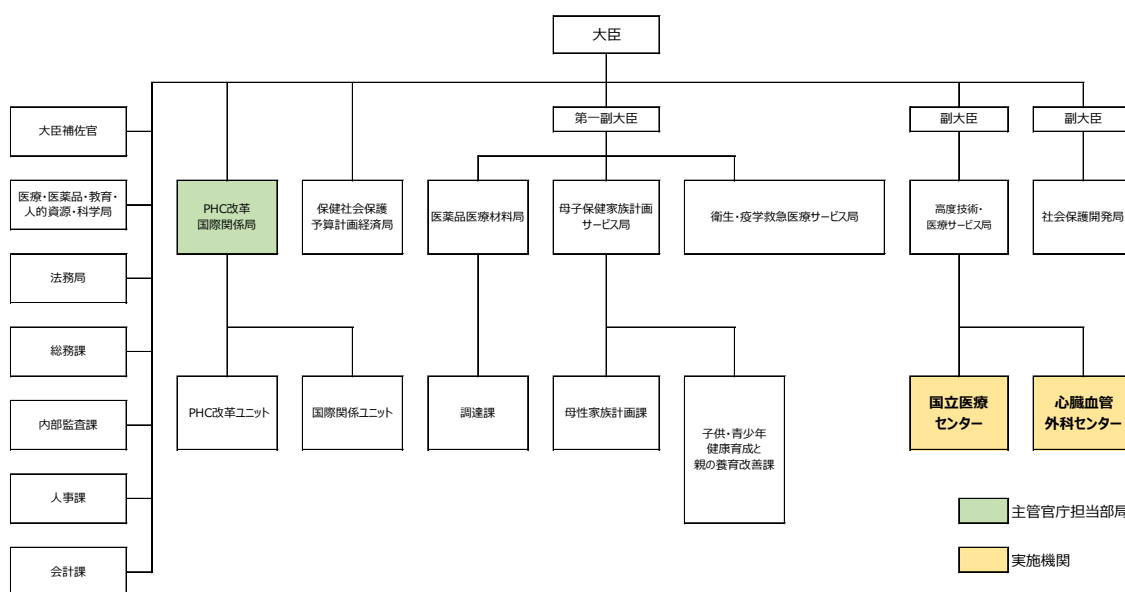 大臣
第一副大臣
副大臣
副大臣
大臣補佐官
医療・医薬品・教育・
人的資源・科学局
法務局
総務課
内部監査課
人事課
会計課
PHC改革
国際関係局
保健社会保護
予算計画経済局
医薬品医療材料局
母子保健家族計画
サービス局
衛生・疫学救急医療サービス局
高度技術・
医療サービス局
社会保護開発局
PHC改革ユニット
国際関係ユニット
調達課
母性家族計画課
子供・青少年
健康育成と
親の養育改善課
国立医療
センター
心臓血管
外科センター
主管官庁担当部局
実施機関